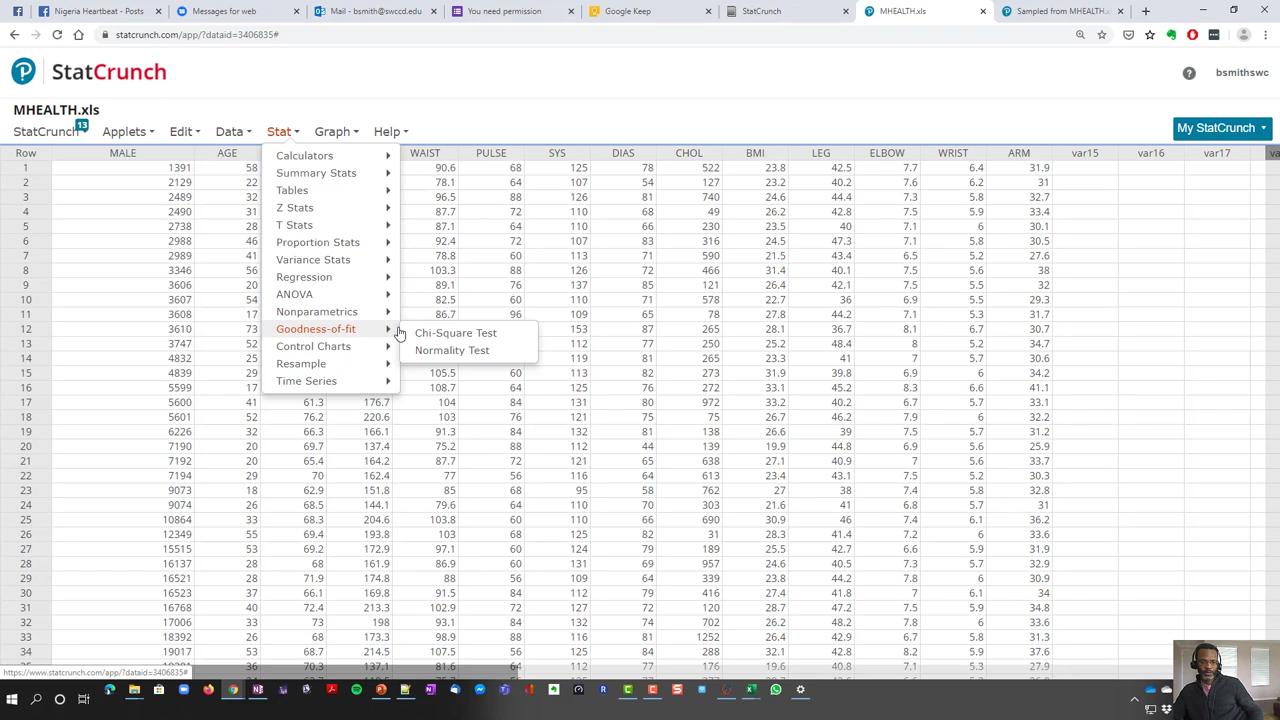 Nigeria Heartbeat - Posts
Messages for web
Mail - bsmith@swccd.edu
You need permission
Google Keep
StatCrunch
MHEALTH.xls
Sampled from MHEALTH.xl
statcrunch.com/app/?dataid=3406835#
StatCrunch
bsmithswc
MHEALTH.xls
StatCrunch 13 Applets Edit Data Stat Graph Help
My StatCrunch
Row MALE AGE WAIST PULSE SYS DIAS CHOL BMI LEG ELBOW WRIST ARM var15 var16 var17 va
1 1391 58 90.6 68 125 78 522 23.8 42.5 7.7 6.4 31.9
2 2129 22 78.1 64 107 54 127 23.2 40.2 7.6 6.2 31
3 2489 32 96.5 88 126 81 740 24.6 44.4 7.3 5.8 32.7
4 2490 31 87.7 72 110 68 49 26.2 42.8 7.5 5.9 33.4
5 2738 28 87.1 64 110 66 230 23.5 40 7.1 6 30.1
6 2988 46 92.4 72 107 83 316 24.5 47.3 7.1 5.8 30.5
7 2989 41 78.8 60 113 71 590 21.5 43.4 6.5 5.2 27.6
8 3346 56 103.3 88 126 72 466 31.4 40.1 7.5 5.6 38
9 3606 20 89.1 76 137 85 121 26.4 42.1 7.5 5.5 32
10 3607 54 82.5 60 110 71 578 22.7 36 6.9 5.5 29.3
11 3608 17 86.7 96 109 65 78 27.8 44.2 7.1 5.3 31.7
12 3610 73 153 87 265 28.1 36.7 8.1 6.7 30.7
13 3747 52 112 77 250 25.2 48.4 8 5.2 34.7
14 4832 25 119 81 265 23.3 41 7 5.7 30.6
15 4839 29 105.5 60 113 82 273 31.9 39.8 6.9 6 34.2
16 5599 17 108.7 64 125 76 272 33.1 45.2 8.3 6.6 41.1
17 5600 41 61.3 176.7 104 84 131 80 972 33.2 40.2 6.7 5.7 33.1
18 5601 52 76.2 220.6 103 76 121 75 75 26.7 46.2 7.9 6 32.2
19 6226 32 66.3 166.1 91.3 84 132 81 138 26.6 39 7.5 5.8 31.2
20 7190 20 69.7 137.4 75.2 88 112 44 139 19.9 44.8 6.9 5.6 25.9
21 7192 20 65.4 164.2 87.7 72 121 65 638 27.1 40.9 7 5.6 33.7
22 7194 29 70 162.4 77 56 116 64 613 23.4 43.1 7.5 5.2 30.3
23 9073 18 62.9 151.8 85 68 95 58 762 27 38 7.4 5.8 32.8
24 9074 26 68.5 144.1 79.6 64 110 70 303 21.6 41 6.8 5.7 31
25 10864 33 68.3 204.6 103.8 60 110 66 690 30.9 46 7.4 6.1 36.2
26 12349 55 69.4 193.8 103 68 125 82 31 28.3 41.4 7.2 6 33.6
27 15515 53 69.2 172.9 97.1 60 124 79 189 25.5 42.7 6.6 5.9 31.9
28 16137 28 68 161.9 86.9 60 131 69 957 24.6 40.5 7.3 5.7 32.9
29 16521 28 71.9 174.8 88 56 109 64 339 23.8 44.2 7.8 6 30.9
30 16523 37 66.1 169.8 91.5 84 112 79 416 27.4 41.8 7 6.1 34
31 16768 40 72.4 213.3 102.9 72 127 72 120 28.7 47.2 7.5 5.9 34.8
32 17006 33 73 198 93.1 84 132 74 702 26.2 48.2 7.8 6 33.6
33 18392 26 68 173.3 98.9 88 116 81 1252 26.4 42.9 6.7 5.8 31.3
34 19017 53 68.7 214.5 107.5 56 125 84 288 32.1 42.8 8.2 5.9 37.6
36 70.3 137.1 81.6 64 19.6 5.3 27.9
Calculators
Summary Stats
Tables
Z Stats
T Stats
Proportion Stats
Variance Stats
Regression
ANOVA
Nonparametrics
Goodness-of-fit
Control Charts
Resample
Time Series
Chi-Square Test
Normality Test
https://www.statcrunch.com/app/?dataid=3406835#